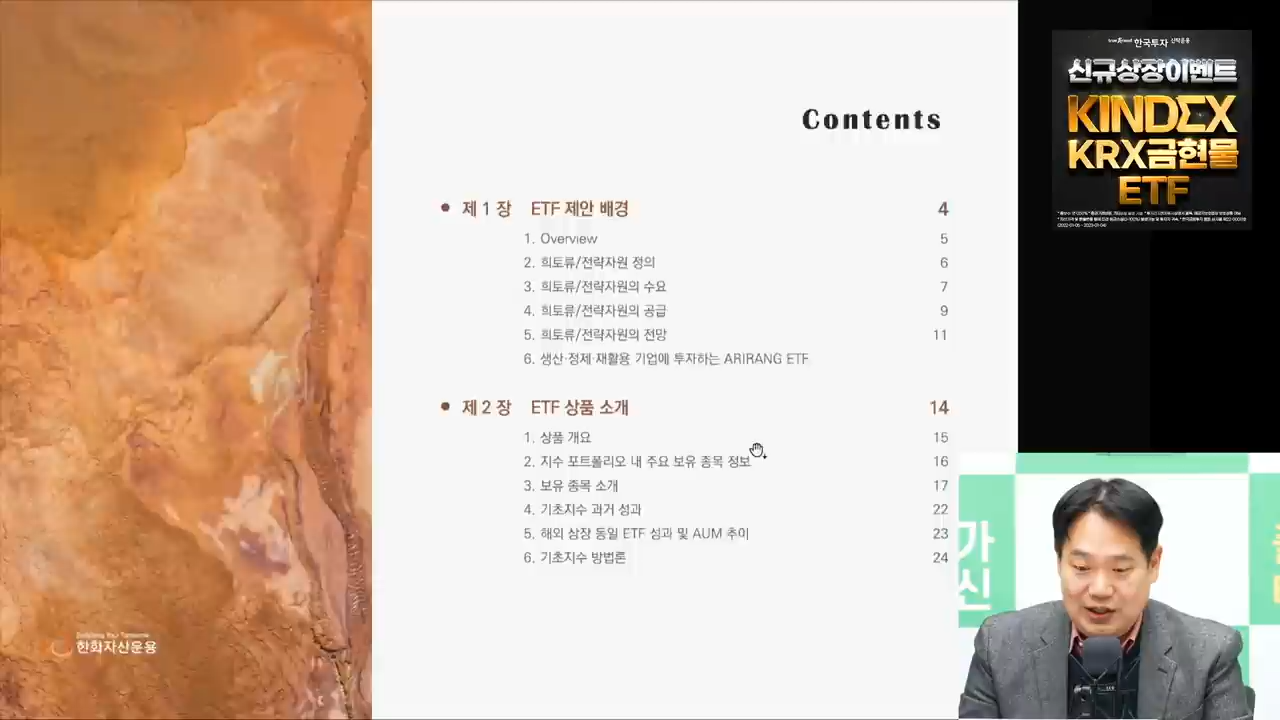 Contents
제 1 장 ETF 제안 배경 4
1. Overview 5
2. 희토류/전략자원 정의 6
3. 희토류/전략자원의 수요 7
4. 희토류/전략자원의 공급 9
5. 희토류/전략자원의 전망 11
6. 생산·정제·재활용 기업에 투자하는 ARIRANG ETF
제 2 장 ETF 상품 소개 14
1. 상품 개요 15
2. 지수 포트폴리오 내 주요 보유 종목 정보 16
3. 보유 종목 소개 17
4. 기초지수 과거 성과 22
5. 해외 상장 동일 ETF 성과 및 AUM 추이 23
6. 기초지수 방법론 24
한화자산운용
한국투자 신탁운용
신규상장이벤트
KINDEX
KRX금현물
ETF
가
신